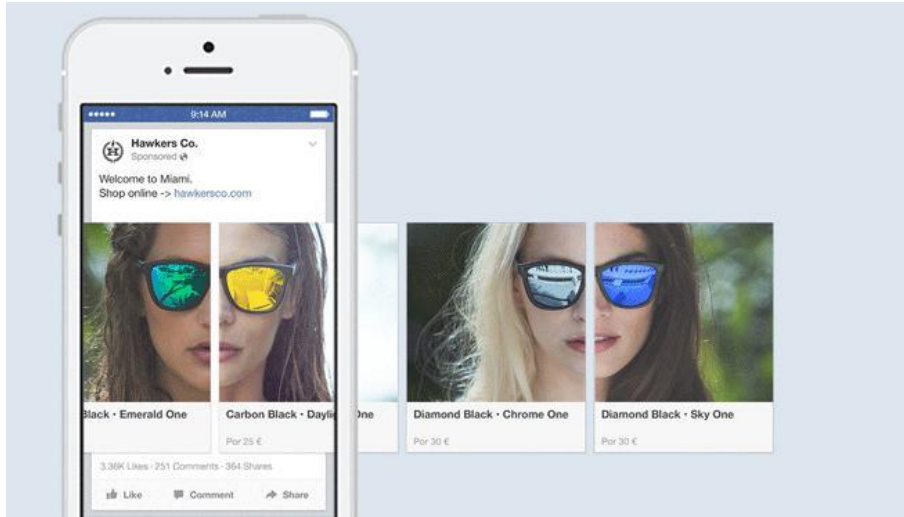 9:14 AM
Hawkers Co.
Sponsored
Welcome to Miami.
Shop online -> hawkersco.com
Black · Emerald One
Carbon Black · Daylight One
Diamond Black · Chrome One
Diamond Black · Sky One
Por 25 €
Por 30 €
Por 30 €
3.36K Likes · 251 Comments · 364 Shares
Like
Comment
Share